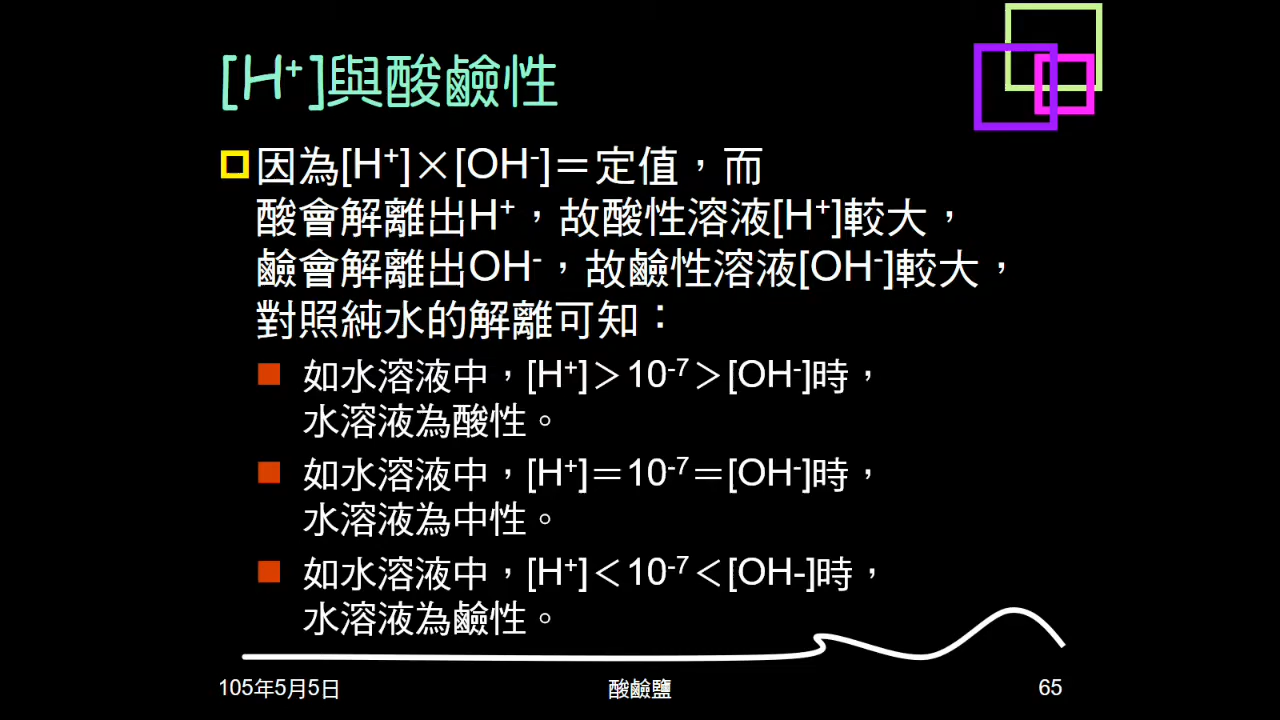 [H⁺]與酸鹼性
因為[H⁺]×[OH⁻]=定值,而
酸會解離出H⁺,故酸性溶液[H⁺]較大,
鹼會解離出OH⁻,故鹼性溶液[OH⁻]較大,
對照純水的解離可知:
如水溶液中,[H⁺]>10⁻⁷>[OH⁻]時,
水溶液為酸性。
如水溶液中,[H⁺]=10⁻⁷=[OH⁻]時,
水溶液為中性。
如水溶液中,[H⁺]<10⁻⁷<[OH-]時,
水溶液為鹼性。
105年5月5日
酸鹼鹽
65